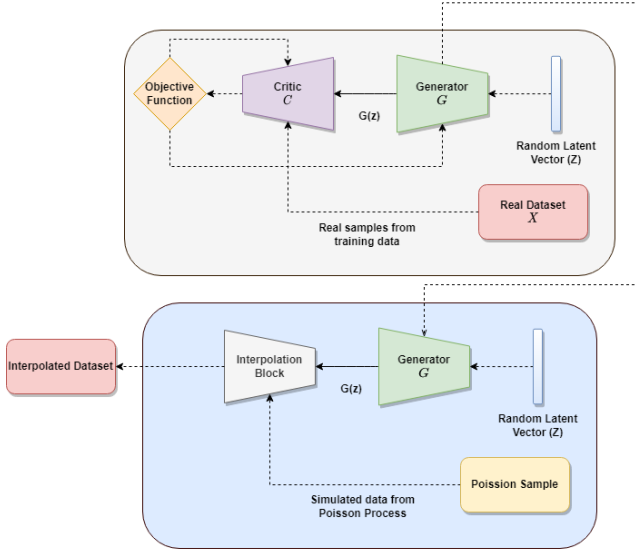 Objective
Function
Critic
C
G(z)
Generator
G
Random Latent
Vector (Z)
Real Dataset
X
Real samples from
training data
Interpolated Dataset
Interpolation
Block
G(z)
Generator
G
Random Latent
Vector (Z)
Poission Sample
Simulated data from
Poisson Process